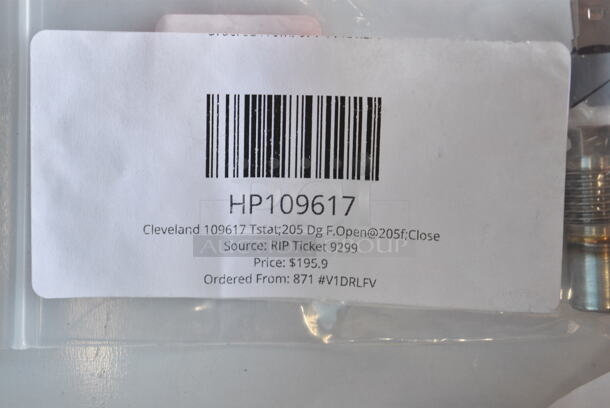 HP109617
Cleveland 109617 Tstat;205 Dg F.Open@205f;Close
Source: RIP Ticket 9299
Price: $195.9
Ordered From: 871 #V1DRLFV